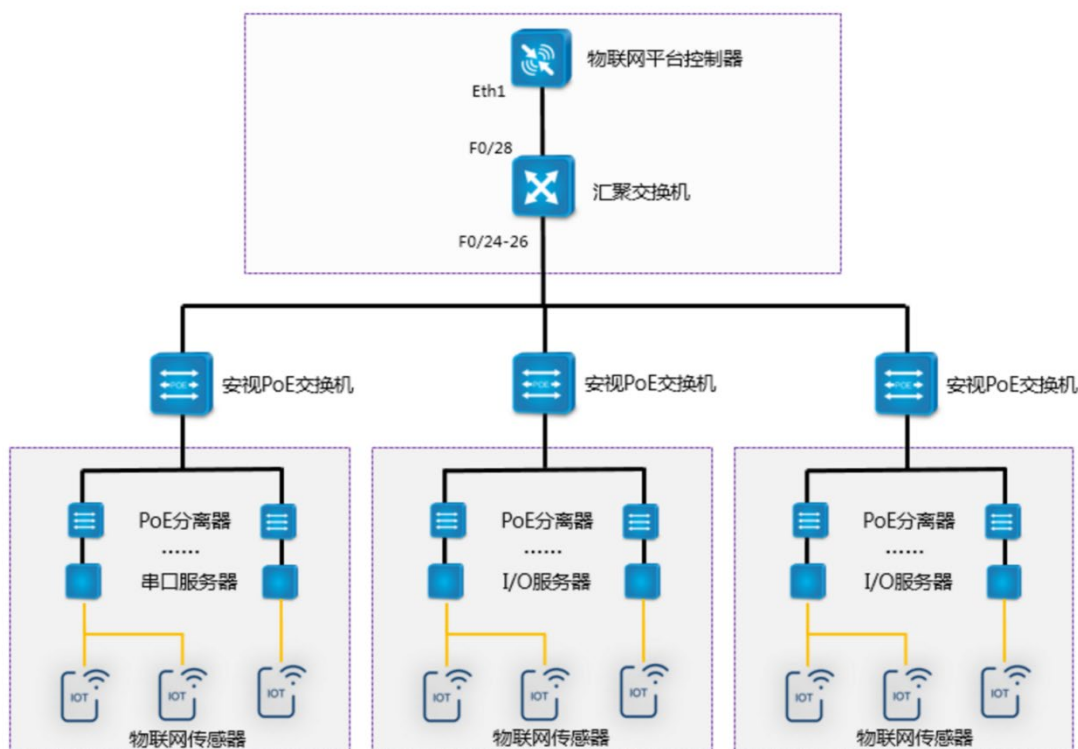 物联网平台控制器
Eth1
F0/28
汇聚交换机
F0/24-26
POE
安视PoE交换机
POE
安视PoE交换机
POE
安视PoE交换机
PoE分离器
PoE分离器
PoE分离器
......
......
......
串口服务器
I/O服务器
I/O服务器
IOT
IOT
IOT
IOT
IOT
IOT
IOT
IOT
IOT
物联网传感器
物联网传感器
物联网传感器